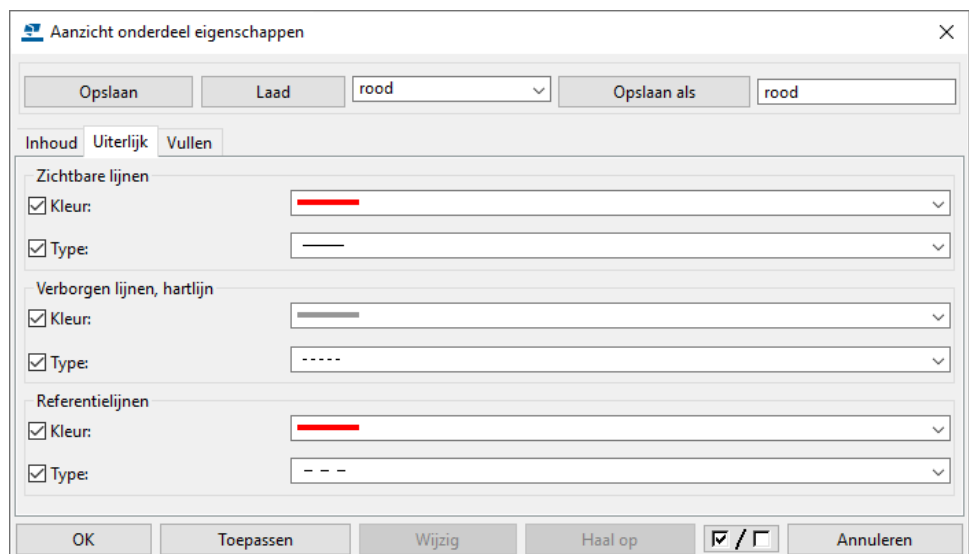 Aanzicht onderdeel eigenschappen
Opslaan Laad rood Opslaan als rood
Inhoud Uiterlijk Vullen
Zichtbare lijnen
Kleur:
Type:
Verborgen lijnen, hartlijn
Kleur:
Type:
Referentielijnen
Kleur:
Type:
OK Toepassen Wijzig Haal op / Annuleren